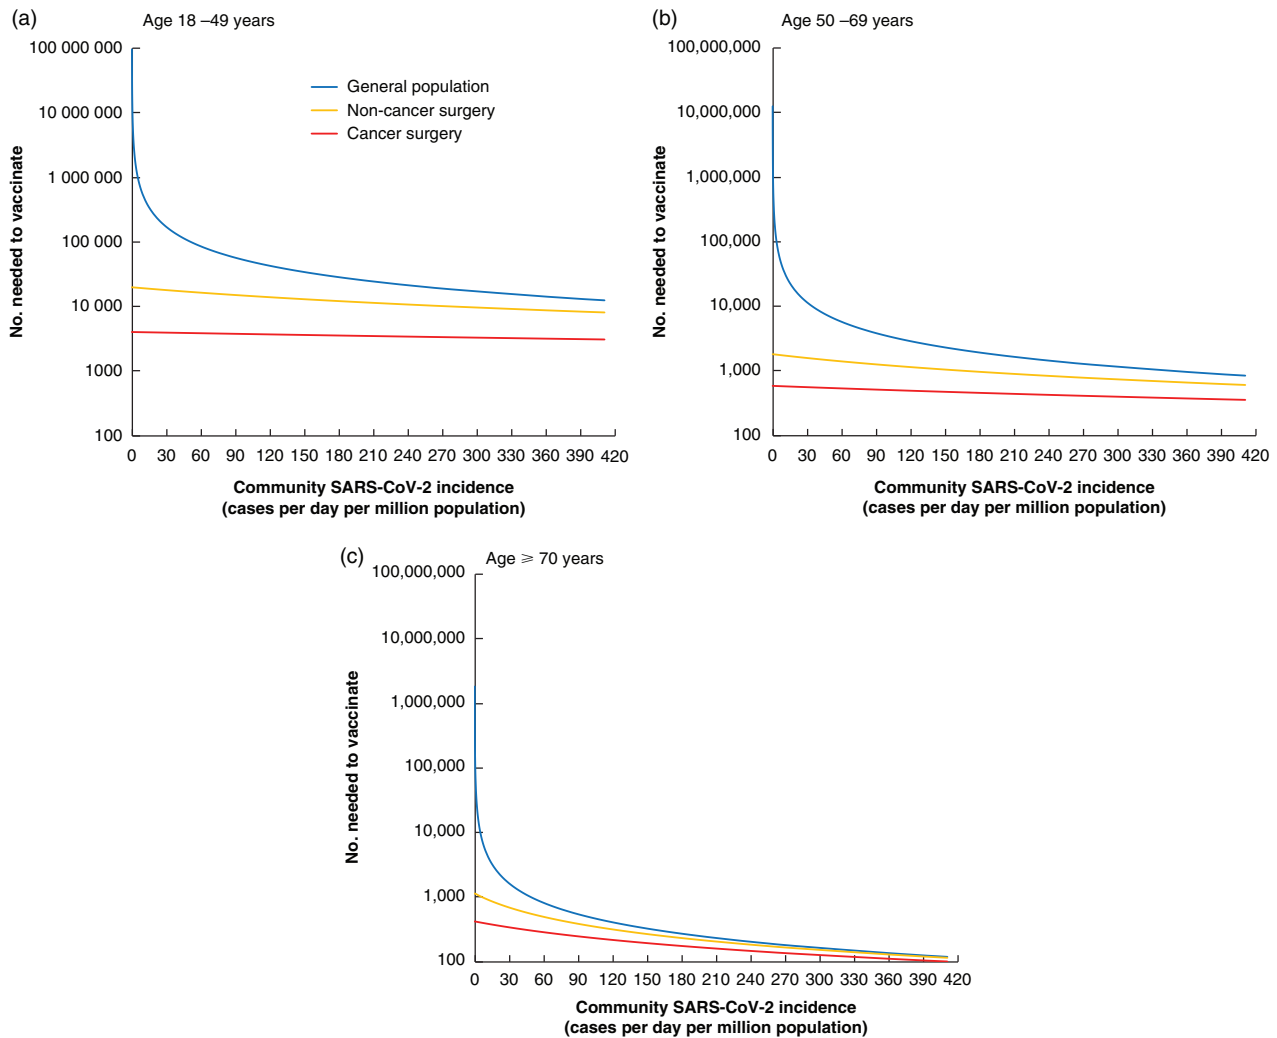 (a)
Age 18 –49 years
100 000 000
10 000 000
1 000 000
100 000
10 000
1000
100
No. needed to vaccinate
General population
Non-cancer surgery
Cancer surgery
0 30 60 90 120 150 180 210 240 270 300 330 360 390 420
Community SARS-CoV-2 incidence
(cases per day per million population)
(b)
Age 50 –69 years
100,000,000
10,000,000
1,000,000
100,000
10,000
1,000
100
No. needed to vaccinate
0 30 60 90 120 150 180 210 240 270 300 330 360 390 420
Community SARS-CoV-2 incidence
(cases per day per million population)
(c)
Age ⩾ 70 years
100,000,000
10,000,000
1,000,000
100,000
10,000
1,000
100
No. needed to vaccinate
0 30 60 90 120 150 180 210 240 270 300 330 360 390 420
Community SARS-CoV-2 incidence
(cases per day per million population)